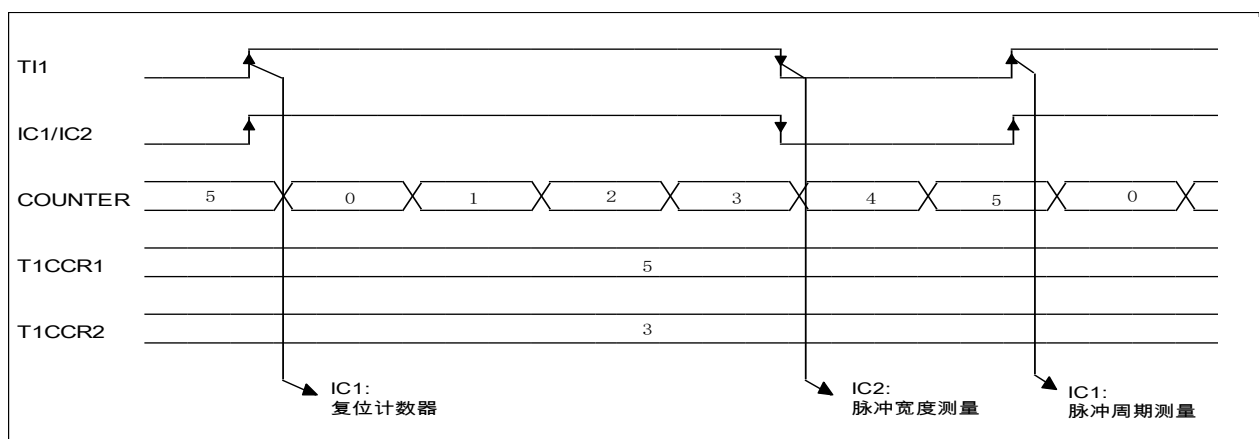 TI1
IC1/IC2
COUNTER 5 0 1 2 3 4 5 0
T1CCR1 5
T1CCR2 3
IC1:
复位计数器
IC2:
脉冲宽度测量
IC1:
脉冲周期测量